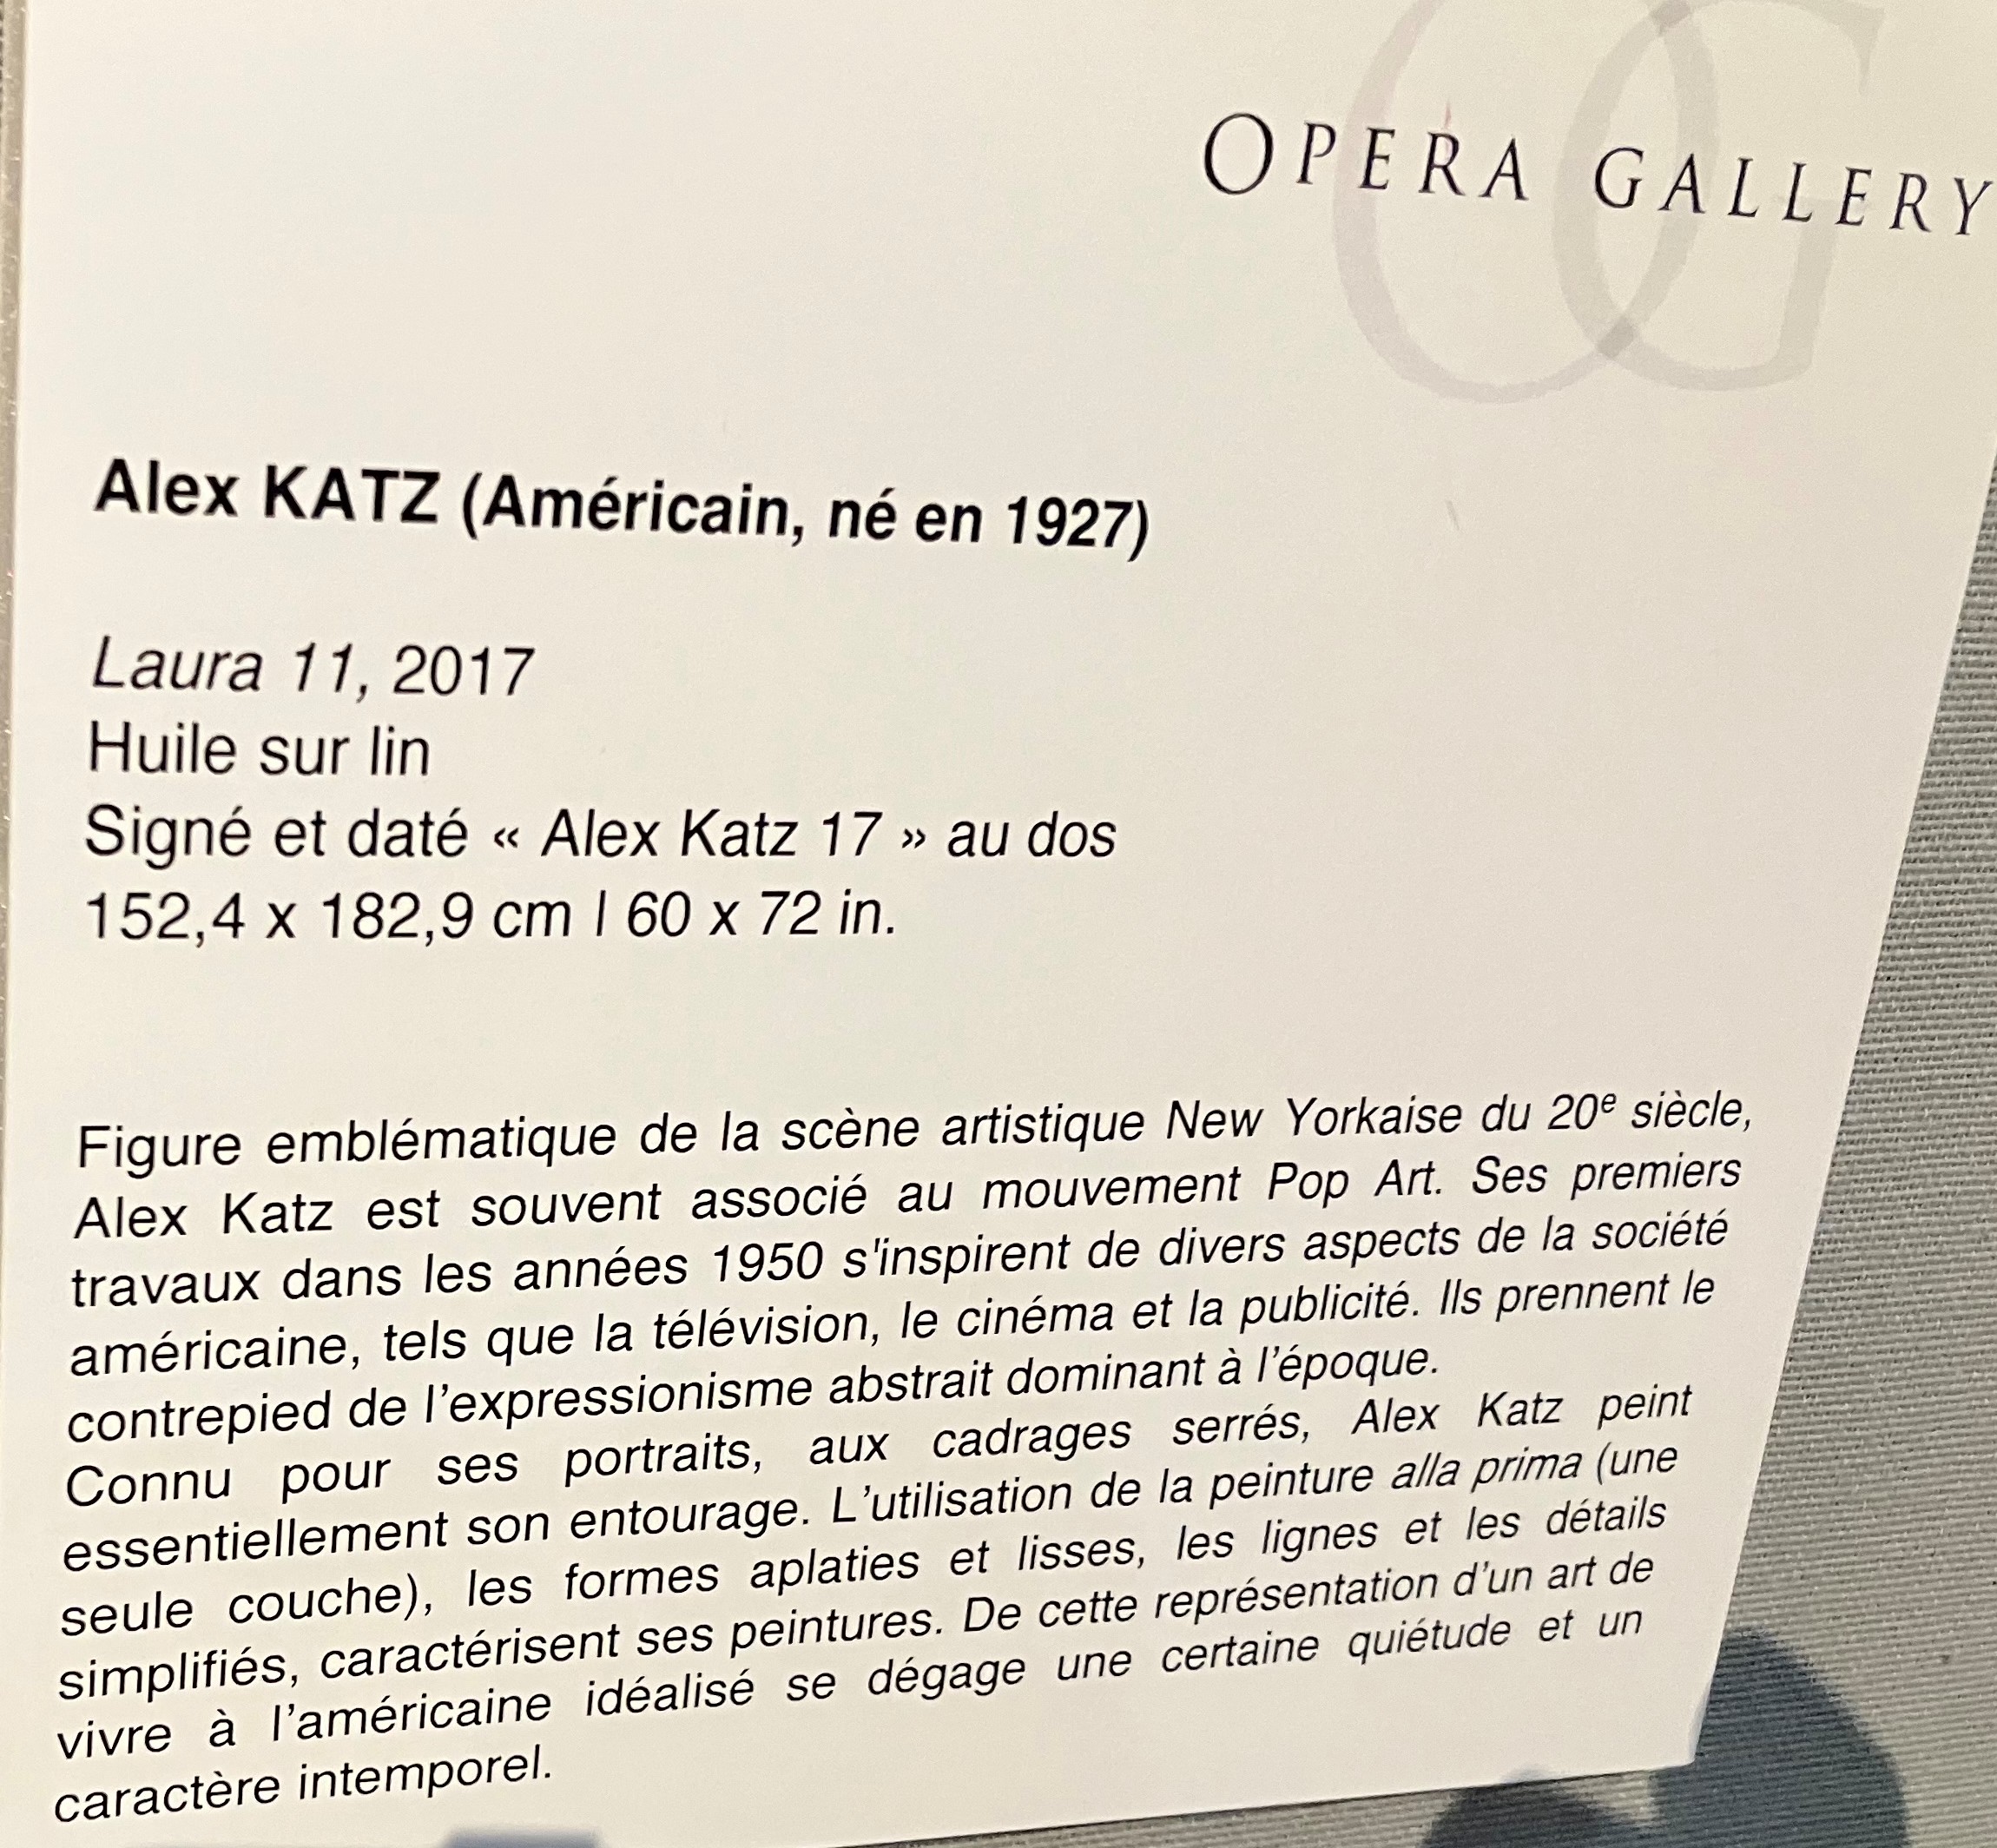 OPERA GALLERY
Alex KATZ (Américain, né en 1927)
Laura 11, 2017
Huile sur lin
Signé et daté « Alex Katz 17 » au dos
152,4 x 182,9 cm I 60 x 72 in.
Figure emblématique de la scène artistique New Yorkaise du 20e siècle,
Alex Katz est souvent associé au mouvement Pop Art. Ses premiers
travaux dans les années 1950 s'inspirent de divers aspects de la société
américaine, tels que la télévision, le cinéma et la publicité. Ils prennent le
contrepied de l’expressionisme abstrait dominant à l’époque.
Connu pour ses portraits, aux cadrages serrés, Alex Katz peint
essentiellement son entourage. L’utilisation de la peinture alla prima (une
seule couche), les formes aplaties et lisses, les lignes et les détails
simplifiés, caractérisent ses peintures. De cette représentation d’un art de
vivre à l’américaine idéalisé se dégage une certaine quiétude et un
caractère intemporel.